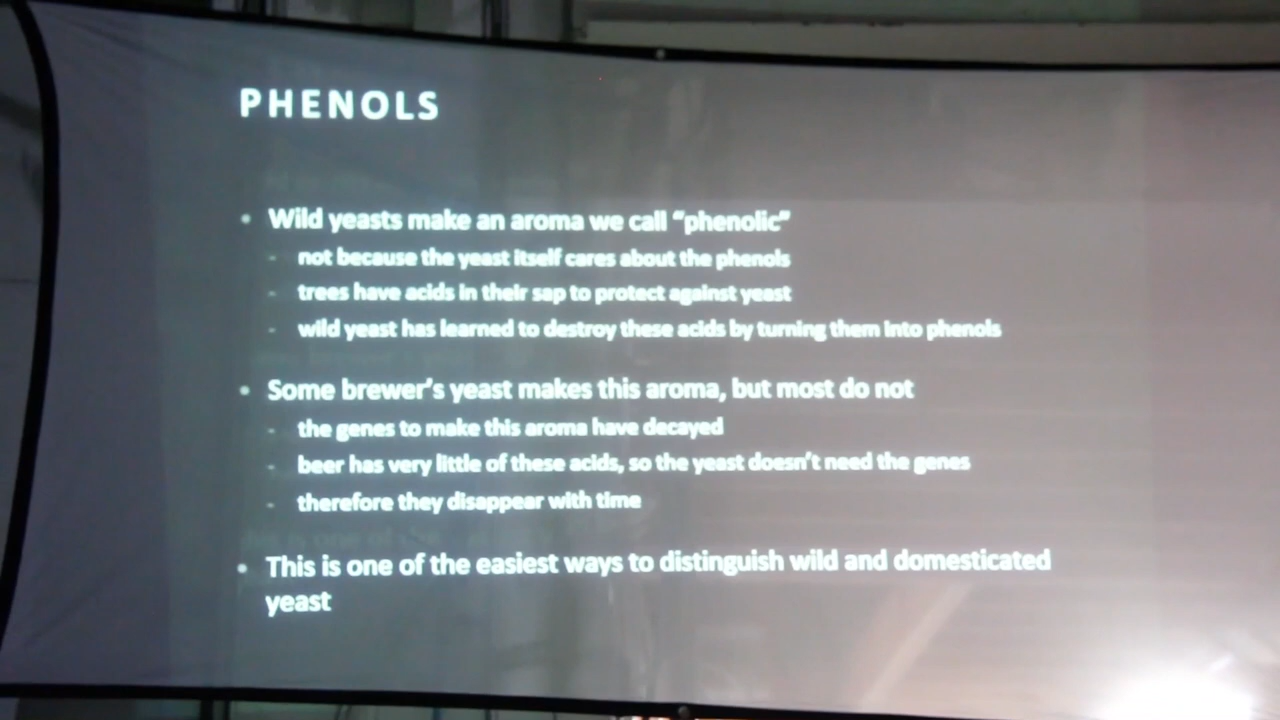 PHENOLS
• Wild yeasts make an aroma we call “phenolic”
- not because the yeast itself cares about the phenols
- trees have acids in their sap to protect against yeast
- wild yeast has learned to destroy these acids by turning them into phenols
• Some brewer’s yeast makes this aroma, but most do not
- the genes to make this aroma have decayed
- beer has very little of these acids, so the yeast doesn’t need the genes
- therefore they disappear with time
• This is one of the easiest ways to distinguish wild and domesticated
yeast